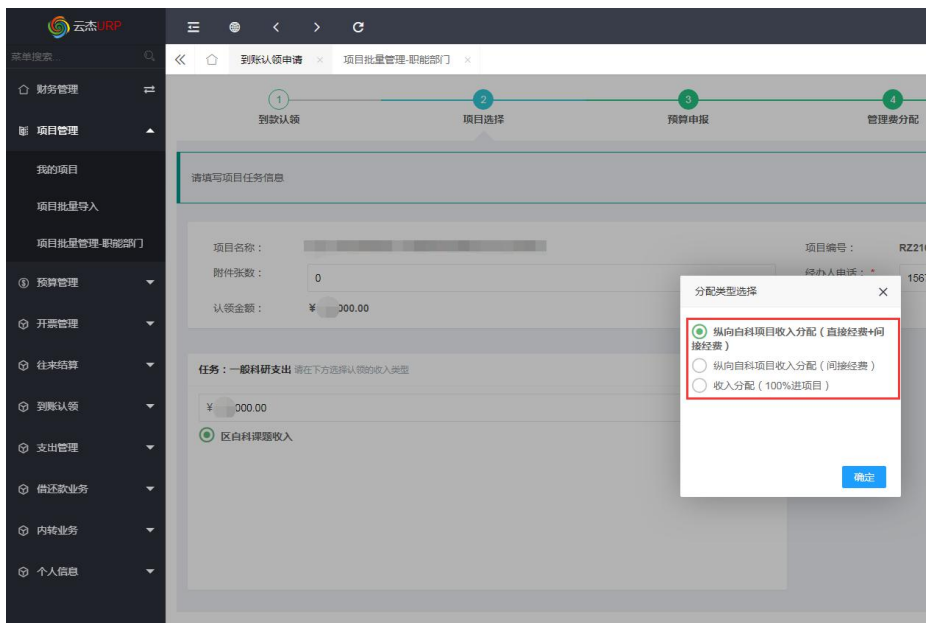 云杰URP
菜单搜索...
到账认领申请 ×
项目批量管理-职能部门 ×
财务管理
项目管理
我的项目
项目批量导入
项目批量管理-职能部门
预算管理
开票管理
往来结算
到账认领
支出管理
借还款业务
内转业务
个人信息
1
到款认领
2
项目选择
3
预算申报
4
管理费分配
请填写项目任务信息
项目名称：
项目编号： RZ210
附件张数： 0
经办人电话：* 1567
认领金额： ¥ 000.00
任务：一般科研支出 请在下方选择认领的收入类型
¥ 000.00
区自科课题收入
分配类型选择 ×
纵向自科项目收入分配（直接经费+间
接经费）
纵向自科项目收入分配（间接经费）
收入分配（100%进项目）
确定